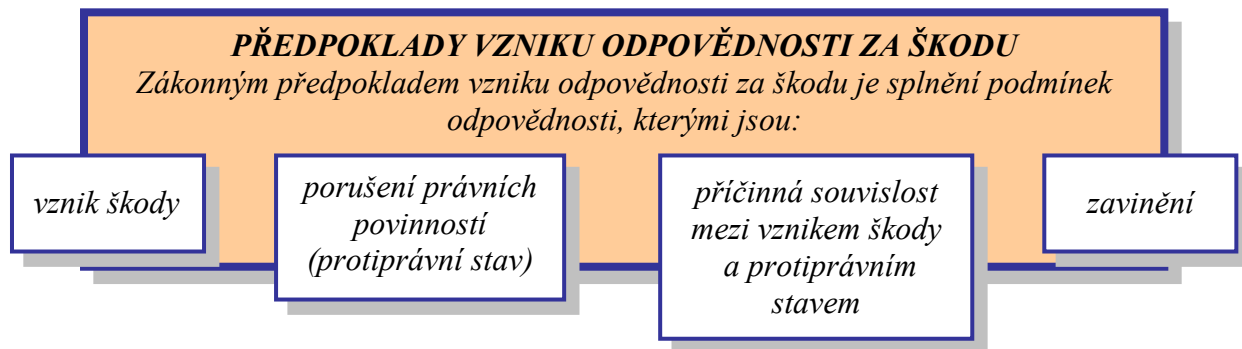 PŘEDPOKLADY VZNIKU ODPOVĚDNOSTI ZA ŠKODU
Zákonným předpokladem vzniku odpovědnosti za škodu je splnění podmínek
odpovědnosti, kterými jsou:
vznik škody
porušení právních
povinností
(protiprávní stav)
příčinná souvislost
mezi vznikem škody
a protiprávním
stavem
zavinění